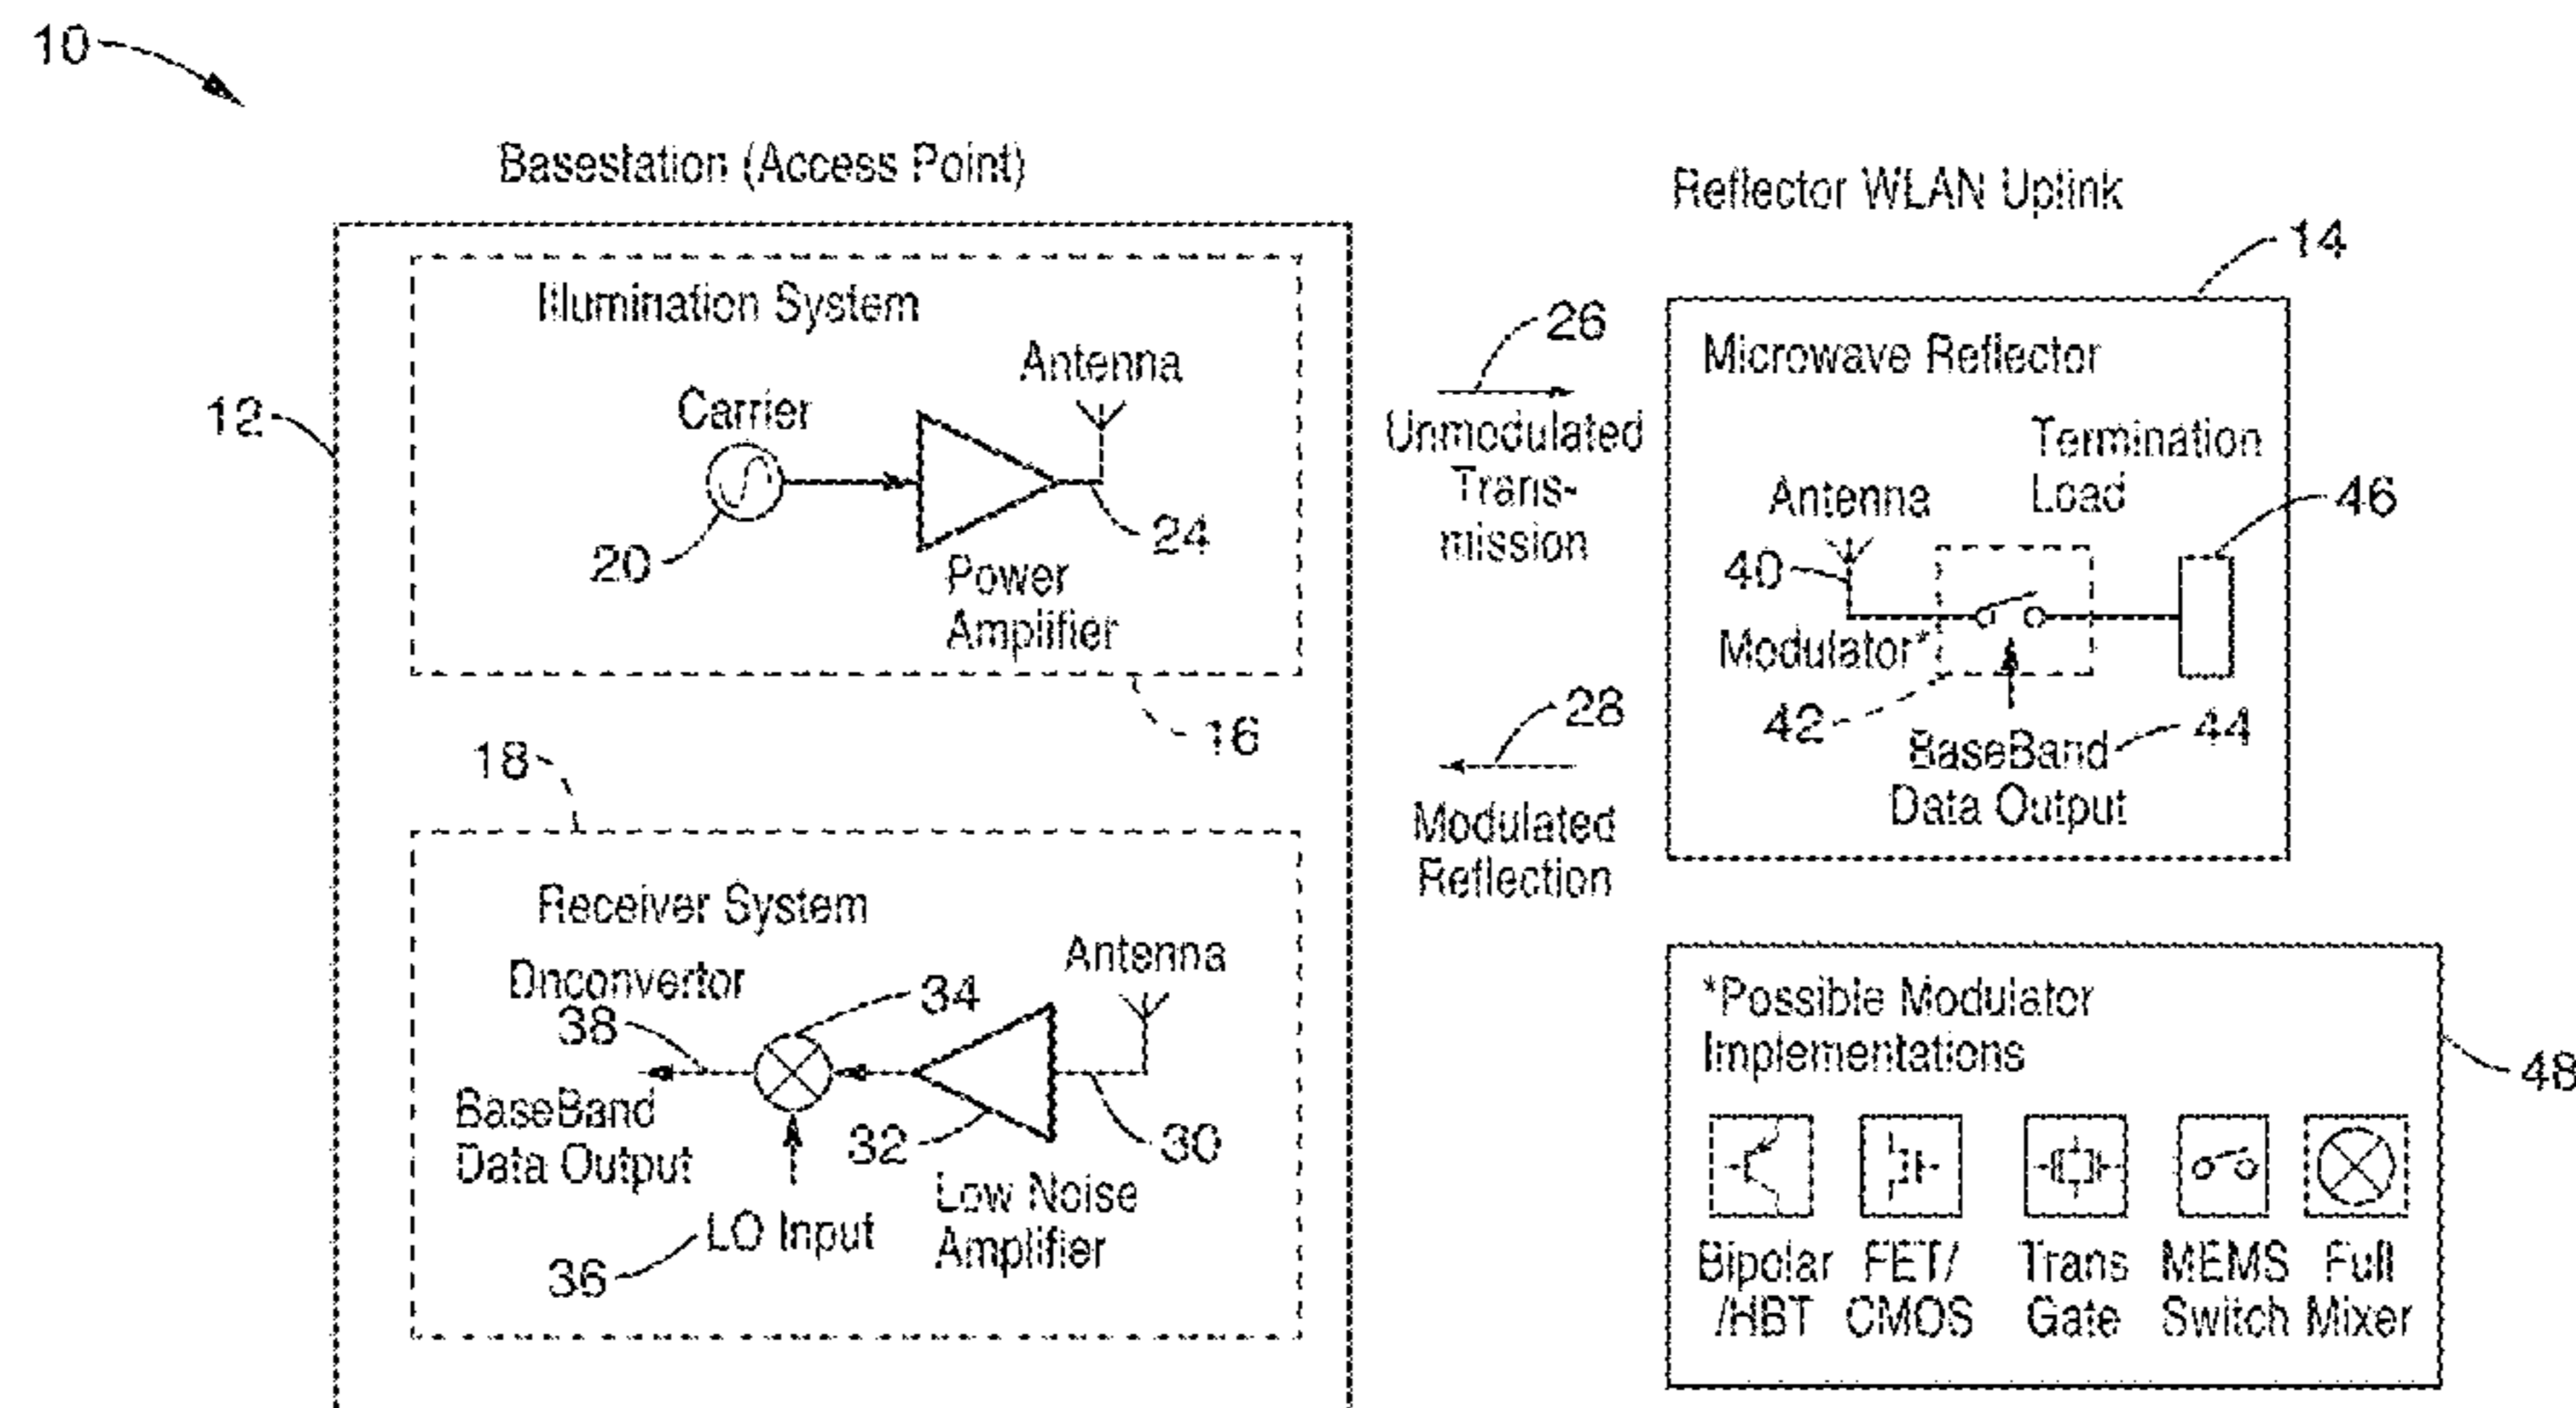 10
Basestation (Access Point)
Reflector WLAN Uplink
12
Illumination System
Carrier
Antenna
20
24
Power
Amplifier
16
26
Unmodulated
Trans-
mission
28
Modulated
Reflection
14
Microwave Reflector
Termination
Load
Antenna
46
40
Modulator*
42
BaseBand
Data Output
44
18
Receiver System
Dnconvertor
Antenna
38
34
BaseBand
Data Output
32
30
LO Input
36
Low Noise
Amplifier
*Possible Modulator
Implementations
48
Bipolar
/HBT
FET/
CMOS
Trans
Gate
MEMS
Switch
Full
Mixer